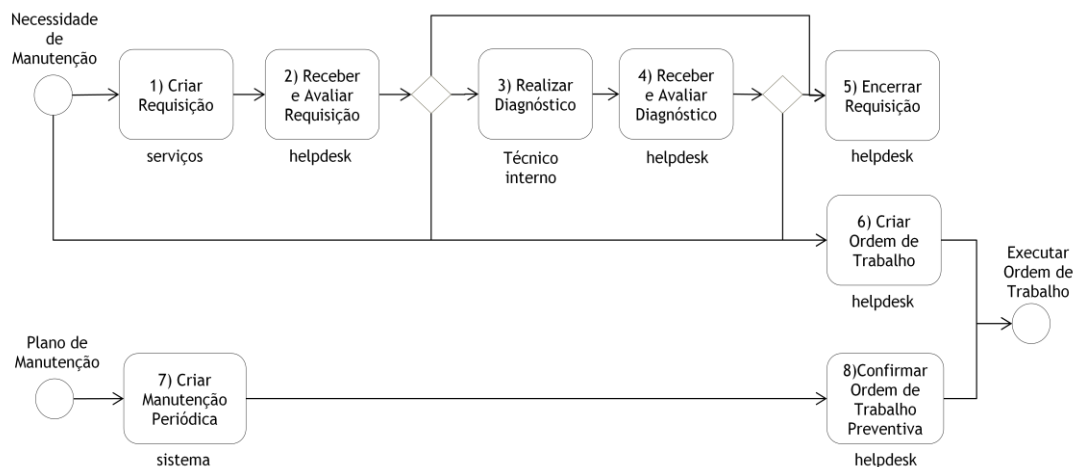 Necessidade
de
Manutenção
1) Criar
Requisição
serviços
2) Receber
e Avaliar
Requisição
helpdesk
3) Realizar
Diagnóstico
Técnico
interno
4) Receber
e Avaliar
Diagnóstico
helpdesk
5) Encerrar
Requisição
helpdesk
6) Criar
Ordem de
Trabalho
helpdesk
Executar
Ordem de
Trabalho
Plano de
Manutenção
7) Criar
Manutenção
Periódica
sistema
8)Confirmar
Ordem de
Trabalho
Preventiva
helpdesk